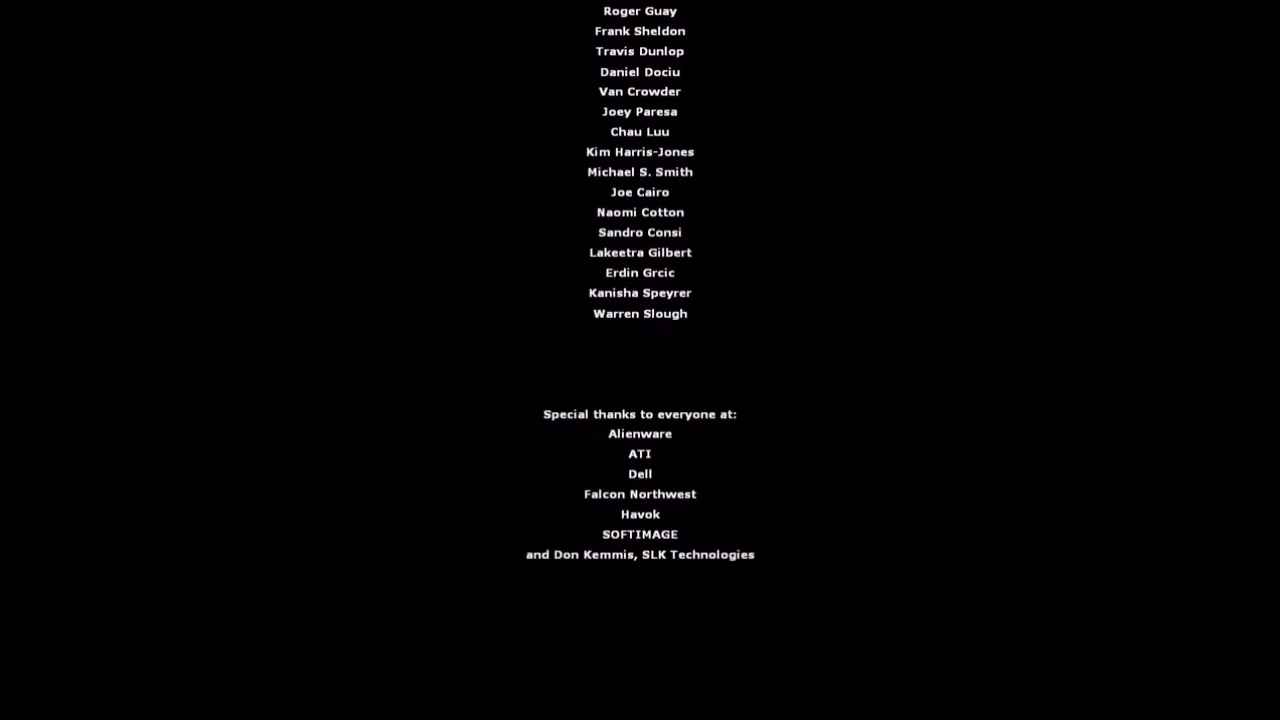 Roger Guay
Frank Sheldon
Travis Dunlop
Daniel Dociu
Van Crowder
Joey Paresa
Chau Luu
Kim Harris-Jones
Michael S. Smith
Joe Cairo
Naomi Cotton
Sandro Consi
Lakeetra Gilbert
Erdin Grcic
Kanisha Speyrer
Warren Slough
Special thanks to everyone at:
Alienware
ATI
Dell
Falcon Northwest
Havok
SOFTIMAGE
and Don Kemmis, SLK Technologies